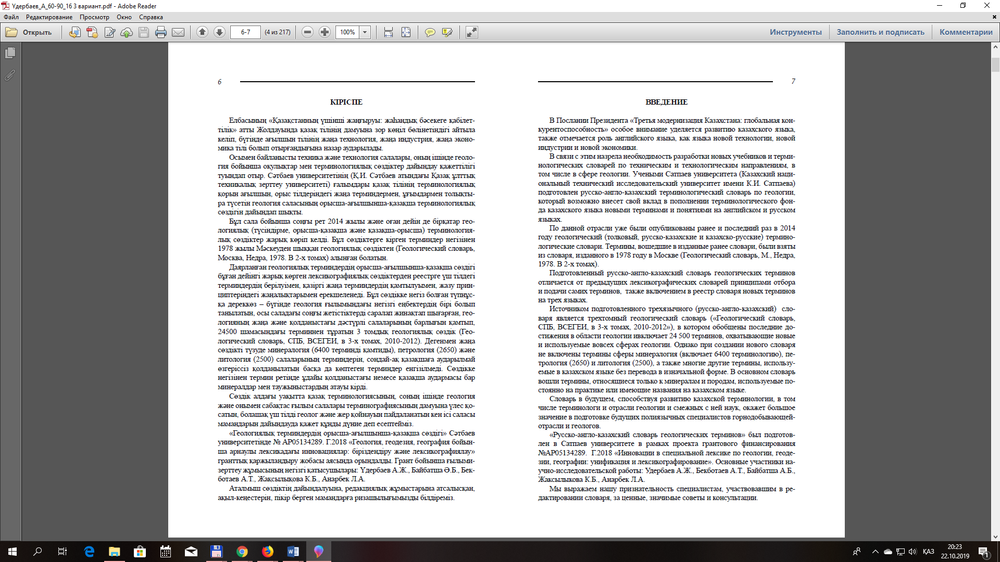 Үдербаев_А_60-90_16 3 вариант.pdf - Adobe Reader
Файл Редактирование Просмотр Окно Справка
Открыть
6-7
(4 из 217)
100%
Инструменты
Заполнить и подписать
Комментарии
6
КІРІСПЕ
Елбасының «Қазақстанның үшінші жаңғыруы: жаһандық бәсекеге қабілет-
тілік» атты Жолдауында қазақ тілінің дамуына зор көңіл бөлінетіндігі айтыла
келіп, бүгінде ағылшын тілінің жаңа технология, жаңа индустрия, жаңа эконо-
мика тілі болып отырғандығына назар аударылады.
Осымен байланысты техника және технология салалары, оның ішінде геоло-
гия бойынша оқулықтар мен терминологиялық сөздіктер дайындау қажеттілігі
туындап отыр. Сәтбаев университетінің (Қ.И. Сәтбаев атындағы Қазақ ұлттық
техникалық зерттеу университеті) ғалымдары қазақ тілінің терминологиялық
қорын ағылшын, орыс тілдеріндегі жаңа терминдермен, ұғымдармен толықты-
ра түсетін геология саласының орысша-ағылшынша-қазақша терминологиялық
сөздігін дайындап шықты.
Бұл сала бойынша соңғы рет 2014 жылы және оған дейін де бірқатар гео-
логиялық (түсіндірме, орысша-қазақша және қазақша-орысша) терминология-
лық сөздіктер жарық көріп келді. Бұл сөздіктерге кірген терминдер негізінен
1978 жылы Мәскеуден шыққан геологиялық сөздіктен (Геологический словарь,
Москва, Недра, 1978. В 2-х томах) алынған болатын.
Даярланған геологиялық терминдердің орысша-ағылшынша-қазақша сөздігі
бұған дейінгі жарық көрген лексикографиялық сөздіктерден реестрге үш тілдегі
терминдердің берілуімен, қазіргі жаңа терминдердің қамтылуымен, жазу прин-
циптеріндегі жаңалықтарымен ерекшеленеді. Бұл сөздікке негіз болған түпнұс-
қа дереккөз – бүгінде геология ғылымындағы негізгі еңбектердің бірі болып
танылатын, осы саладағы соңғы жетістіктерді саралап жинақтап шығарған, гео-
логияның жаңа және қолданыстағы дәстүрлі салаларының барлығын қамтып,
24500 шамасындағы терминнен тұратын 3 томдық геологиялық сөздік (Гео-
логический словарь, СПБ, ВСЕГЕИ, в 3-х томах, 2010-2012). Дегенмен жаңа
сөздікті түзуде минералогия (6400 терминді қамтиды), петрология (2650) және
литология (2500) салаларының терминдерін, сондай-ақ қазақшаға аударылмай
өзгеріссіз қолданылатын басқа да көптеген терминдер енгізілмеді. Сөздікке
негізінен термин ретінде ұдайы қолданыстағы немесе қазақша аудармасы бар
минералдар мен таужыныстардың атауы кірді.
Сөздік алдағы уақытта қазақ терминологиясының, соның ішінде геология
және онымен сабақтас ғылым салалары терминографиясының дамуына үлес қо-
сатын, болашақ үш тілді геолог және жер қойнауын пайдаланатын кен ісі саласы
мамандарын дайындауда қажет құнды дүние деп есептейміз.
«Геологиялық терминдердің орысша-ағылшынша-қазақша сөздігі» Сәтбаев
университетінде № АР05134289. Г.2018 «Геология, геодезия, география бойын-
ша арнаулы лексикадағы инновациялар: біріздендіру және лексикографиялау»
гранттық қаржыландыру жобасы аясында орындалды. Грант бойынша ғылыми-
зерттеу жұмысының негізгі қатысушылары: Үдербаев А.Ж., Байбатша Ә.Б., Бек-
ботаев А.Т., Жақсылықова К.Б., Анарбек Л.А.
Аталмыш сөздіктің дайындалуына, редакциялық жұмыстарына атсалысқан,
ақыл-кеңестерін, пікір берген мамандарға ризашылығымызды білдіреміз.
7
ВВЕДЕНИЕ
В Послании Президента «Третья модернизация Казахстана: глобальная кон-
курентоспособность» особое внимание уделяется развитию казахского языка,
также отмечается роль английского языка, как языка новой технологии, новой
индустрии и новой экономики.
В связи с этим назрела необходимость разработки новых учебников и терми-
нологических словарей по техническим и технологическим направлениям, в
том числе в сфере геологии. Учеными Сатпаев университета (Казахский наци-
ональный технический исследовательский университет имени К.И. Сатпаева)
подготовлен русско-англо-казахский терминологический словарь по геологии,
который возможно внесет свой вклад в пополнении терминологического фон-
да казахского языка новыми терминами и понятиями на английском и русском
языках.
По данной отрасли уже были опубликованы ранее и последний раз в 2014
году геологический (толковый, русско-казахские и казахско-русские) термино-
логические словари. Термины, вошедшие в изданные ранее словари, были взяты
из словаря, изданного в 1978 году в Москве (Геологический словарь, М., Недра,
1978. В 2-х томах).
Подготовленный русско-англо-казахский словарь геологических терминов
отличается от предыдущих лексикографических словарей принципами отбора
и подачи самих терминов, также включением в реестр словаря новых терминов
на трех языках.
Источником подготовленного трехязычного (русско-англо-казахский) сло-
варя является трехтомный геологический словарь («Геологический словарь,
СПБ, ВСЕГЕИ, в 3-х томах, 2010-2012»), в котором обобщены последние до-
стижения в области геологии ивключает 24 500 терминов, охватывающие новые
и используемые вовсех сферах геологии. Однако при создании нового словаря
не включены термины сферы минералогия (включает 6400 терминологию), пе-
трология (2650) и литология (2500), а также многие другие термины, использу-
емые в казахском языке без перевода в изначальной форме. В основном словарь
вошли термины, относящиеся только к минералам и породам, используемые по-
стоянно на практике или имеющие названия на казахском языке.
Словарь в будущем, способствуя развитию казахской терминологии, в том
числе терминологи и отрасли геологии и смежных с ней наук, окажет большое
значение в подготовке будущих полиязычных специалистов горнодобывающей-
отрасли и геологов.
«Русско-англо-казахский словарь геологических терминов» был подготов-
лен в Сатпаев университете в рамках проекта грантового финансирования
№АР05134289. Г.2018 «Инновации в специальной лексике по геологии, геоде-
зии, географии: унификация и лексикографирование». Основные участники на-
учно-исследовательской работы: Удербаев А.Ж., Бекботаев А.Т., Байбатша А.Б.,
Жаксылыкова К.Б., Анарбек Л.А.
Мы выражаем нашу признательность специалистам, участвовавшим в ре-
дактировании словаря, за ценные, значимые советы и консультации.
ҚАЗ
20:23
22.10.2019
1